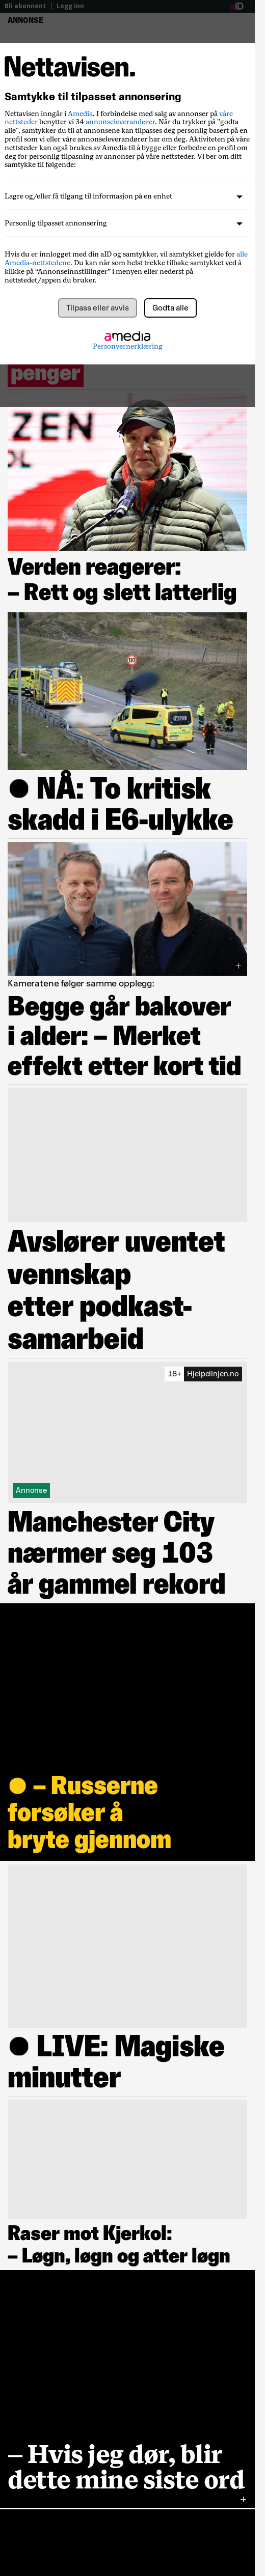 Bli abonnent | Logg inn
aID
ANNONSE
Nettavisen.
Samtykke til tilpasset annonsering
Nettavisen inngår i Amedia. I forbindelse med salg av annonser på våre
nettsteder benytter vi 34 annonseleverandører. Når du trykker på "godta
alle", samtykker du til at annonsene kan tilpasses deg personlig basert på en
profil som vi eller våre annonseleverandører har om deg. Aktiviteten på våre
nettsteder kan også brukes av Amedia til å bygge eller forbedre en profil om
deg for personlig tilpasning av annonser på våre nettsteder. Vi ber om ditt
samtykke til følgende:
Lagre og/eller få tilgang til informasjon på en enhet
Personlig tilpasset annonsering
Hvis du er innlogget med din aID og samtykker, vil samtykket gjelde for alle
Amedia-nettstedene. Du kan når som helst trekke tilbake samtykket ved å
klikke på “Annonseinnstillinger” i menyen eller nederst på
nettstedet/appen du bruker.
Tilpass eller avvis
Godta alle
amedia
Personvernerklæring
penger
ZEN
Verden reagerer:
– Rett og slett latterlig
110
NÅ: To kritisk
skadd i E6-ulykke
Kameratene følger samme opplegg:
Begge går bakover
i alder: – Merket
effekt etter kort tid
Avslører uventet
vennskap
etter podkast-
samarbeid
18+ Hjelpelinjen.no
Annonse
Manchester City
nærmer seg 103
år gammel rekord
– Russerne
forsøker å
bryte gjennom
LIVE: Magiske
minutter
Raser mot Kjerkol:
– Løgn, løgn og atter løgn
– Hvis jeg dør, blir
dette mine siste ord